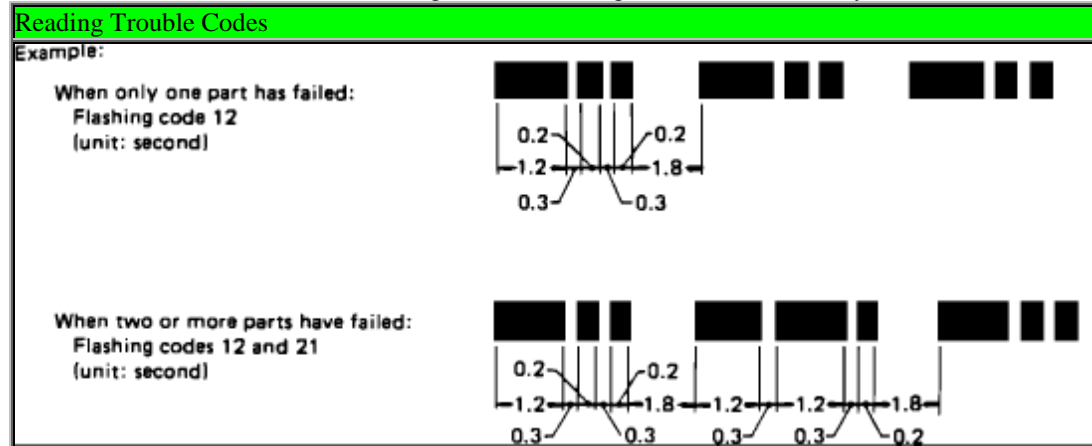 Reading Trouble Codes
Example:
When only one part has failed:
Flashing code 12
(unit: second)
0.2 0.2
1.2 1.8
0.3 0.3
When two or more parts have failed:
Flashing codes 12 and 21
(unit: second)
0.2 0.2
1.2 1.8 1.2 1.2 1.8
0.3 0.3 0.3 0.3 0.2